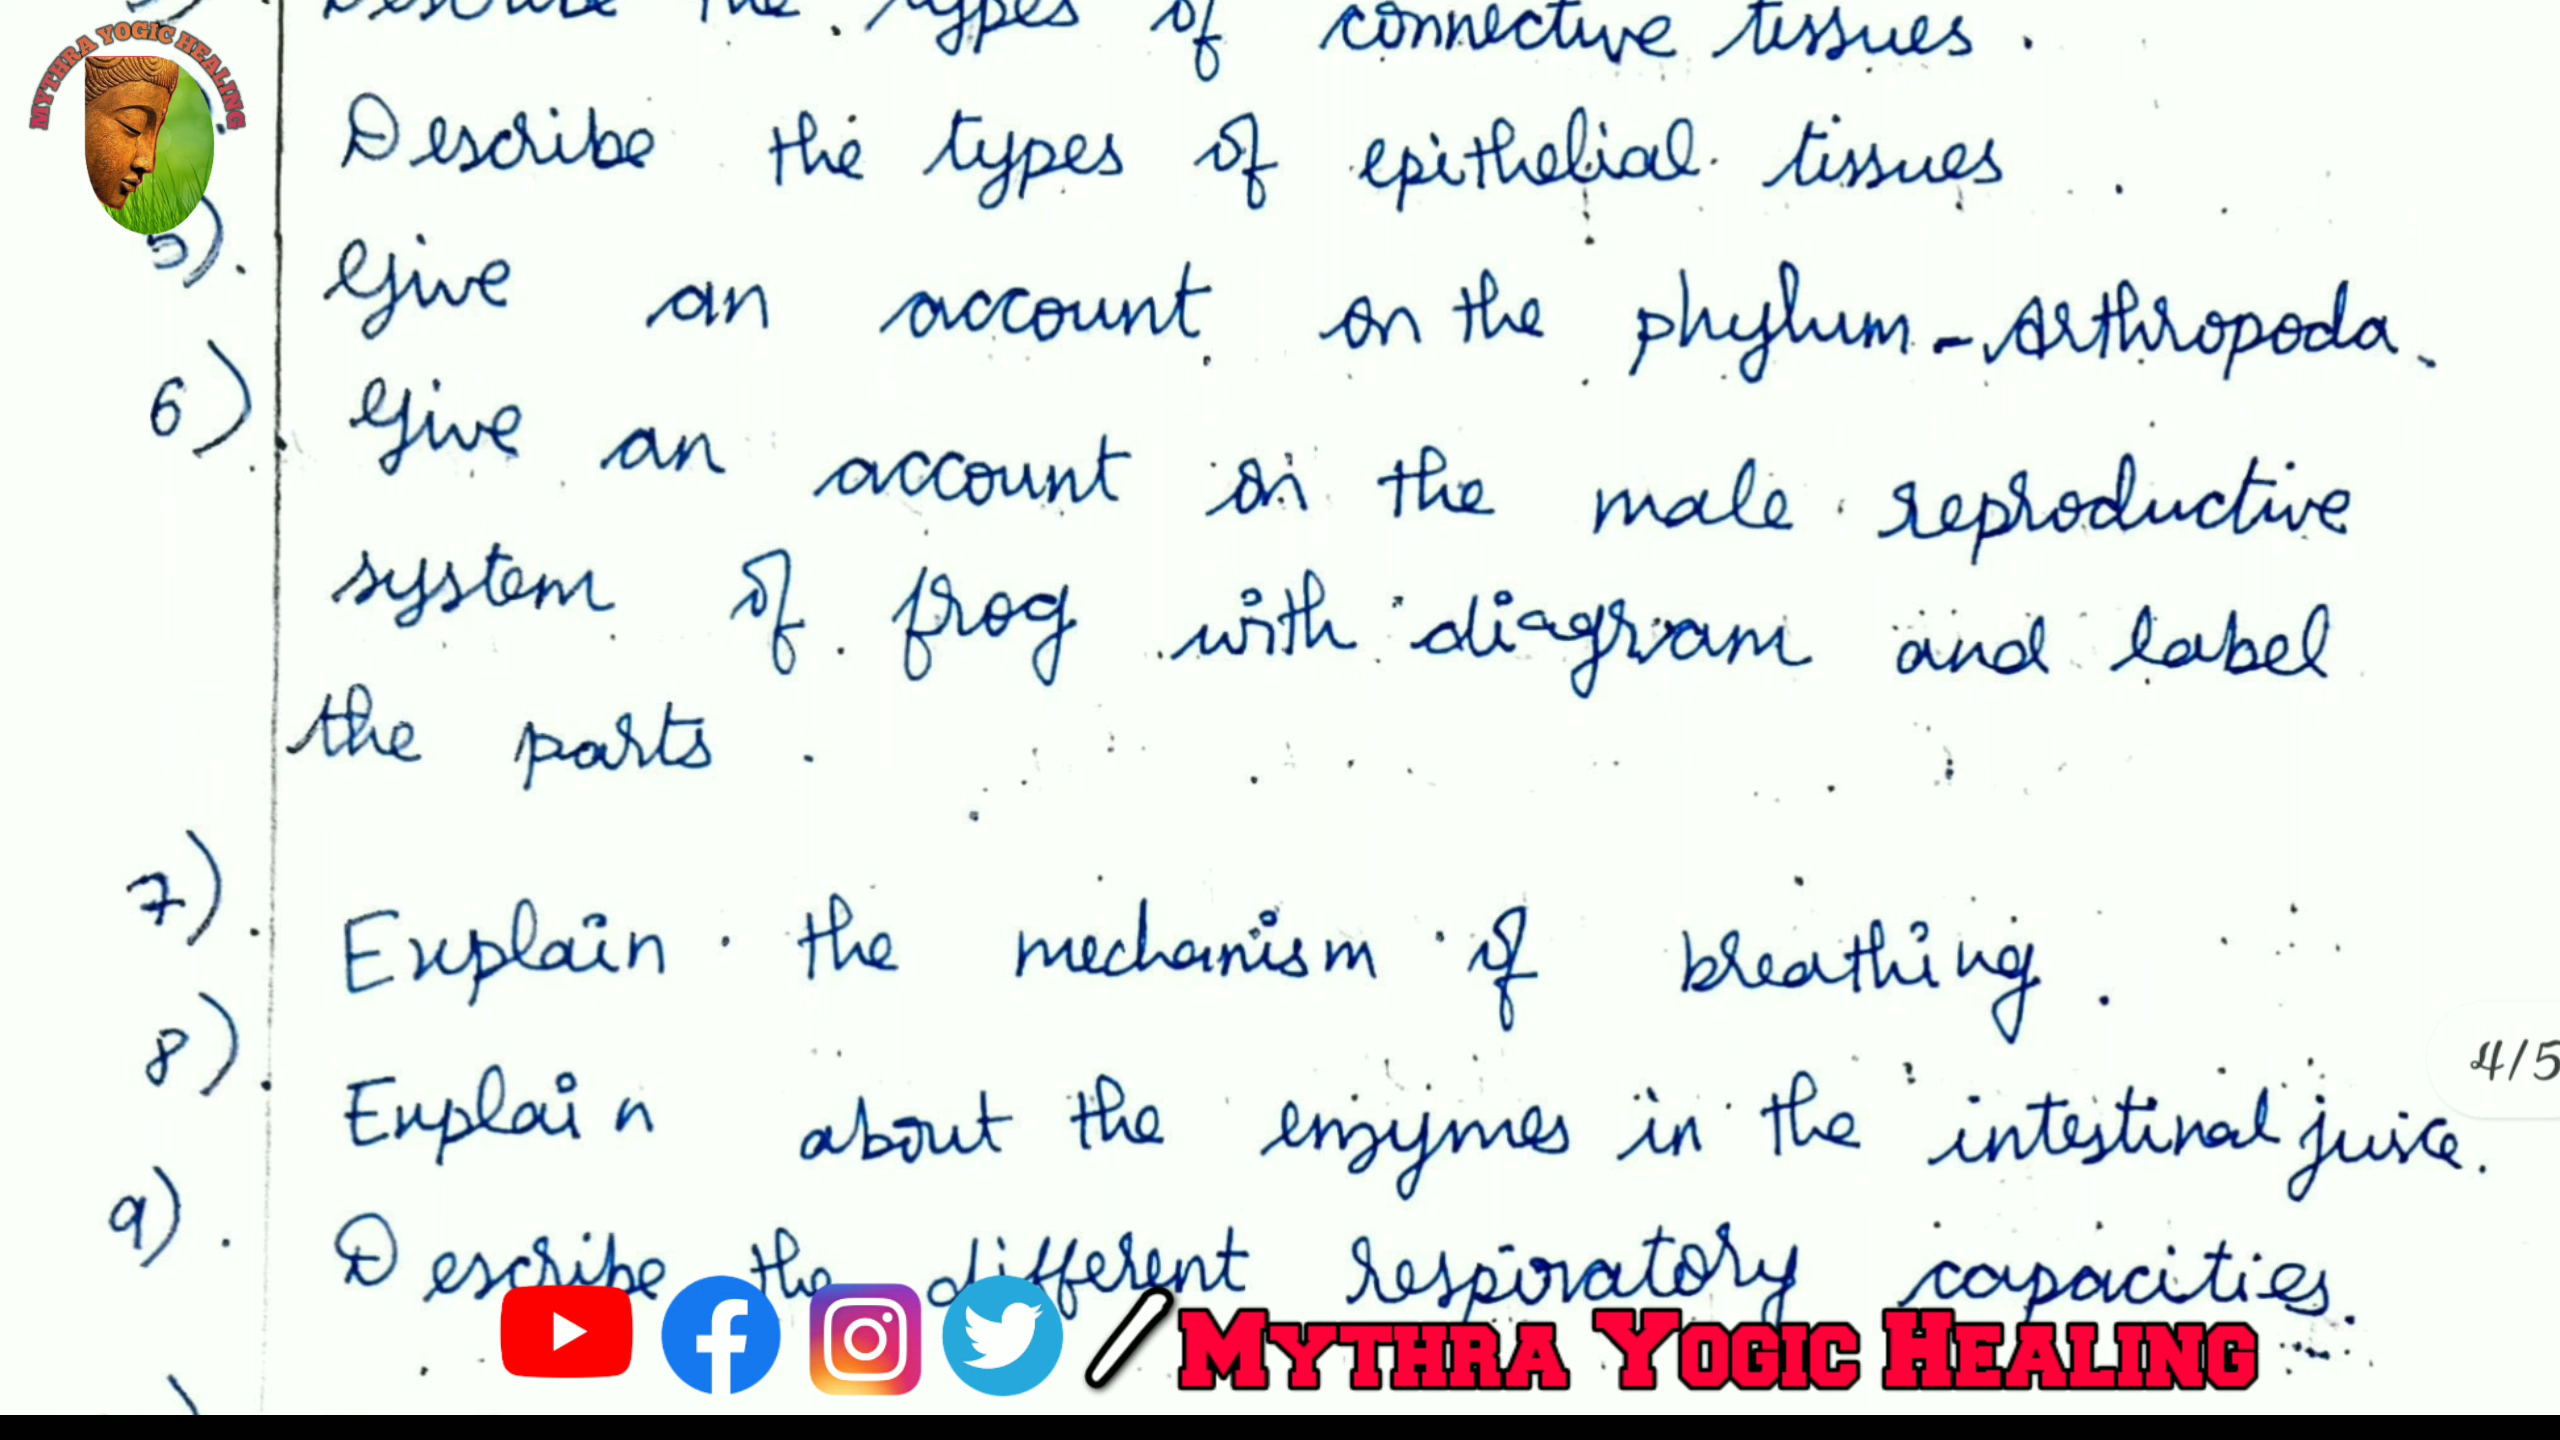 Describe the types of connective tissues.
MYTHRA YOGIC HEALING
Describe the types of epithelial tissues.
5). Give an account on the phylum - Arthropoda.
6). Give an account on the male reproductive
system of frog with diagram and label
the parts.
7). Explain the mechanism of breathing.
8). Explain about the enzymes in the intestinal juice.
4/5
9). Describe the different respiratory capacities.
MYTHRA YOGIC HEALING